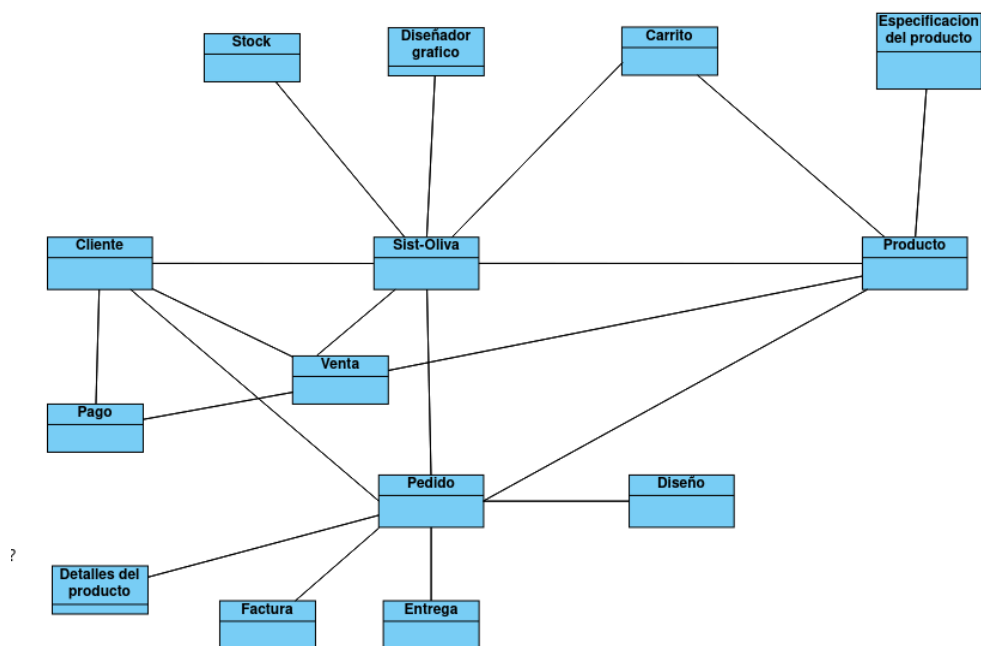 Stock
Diseñador
grafico
Carrito
Especificacion
del producto
Cliente
Sist-Oliva
Producto
Venta
Pago
Pedido
Diseño
?
Detalles del
producto
Factura
Entrega